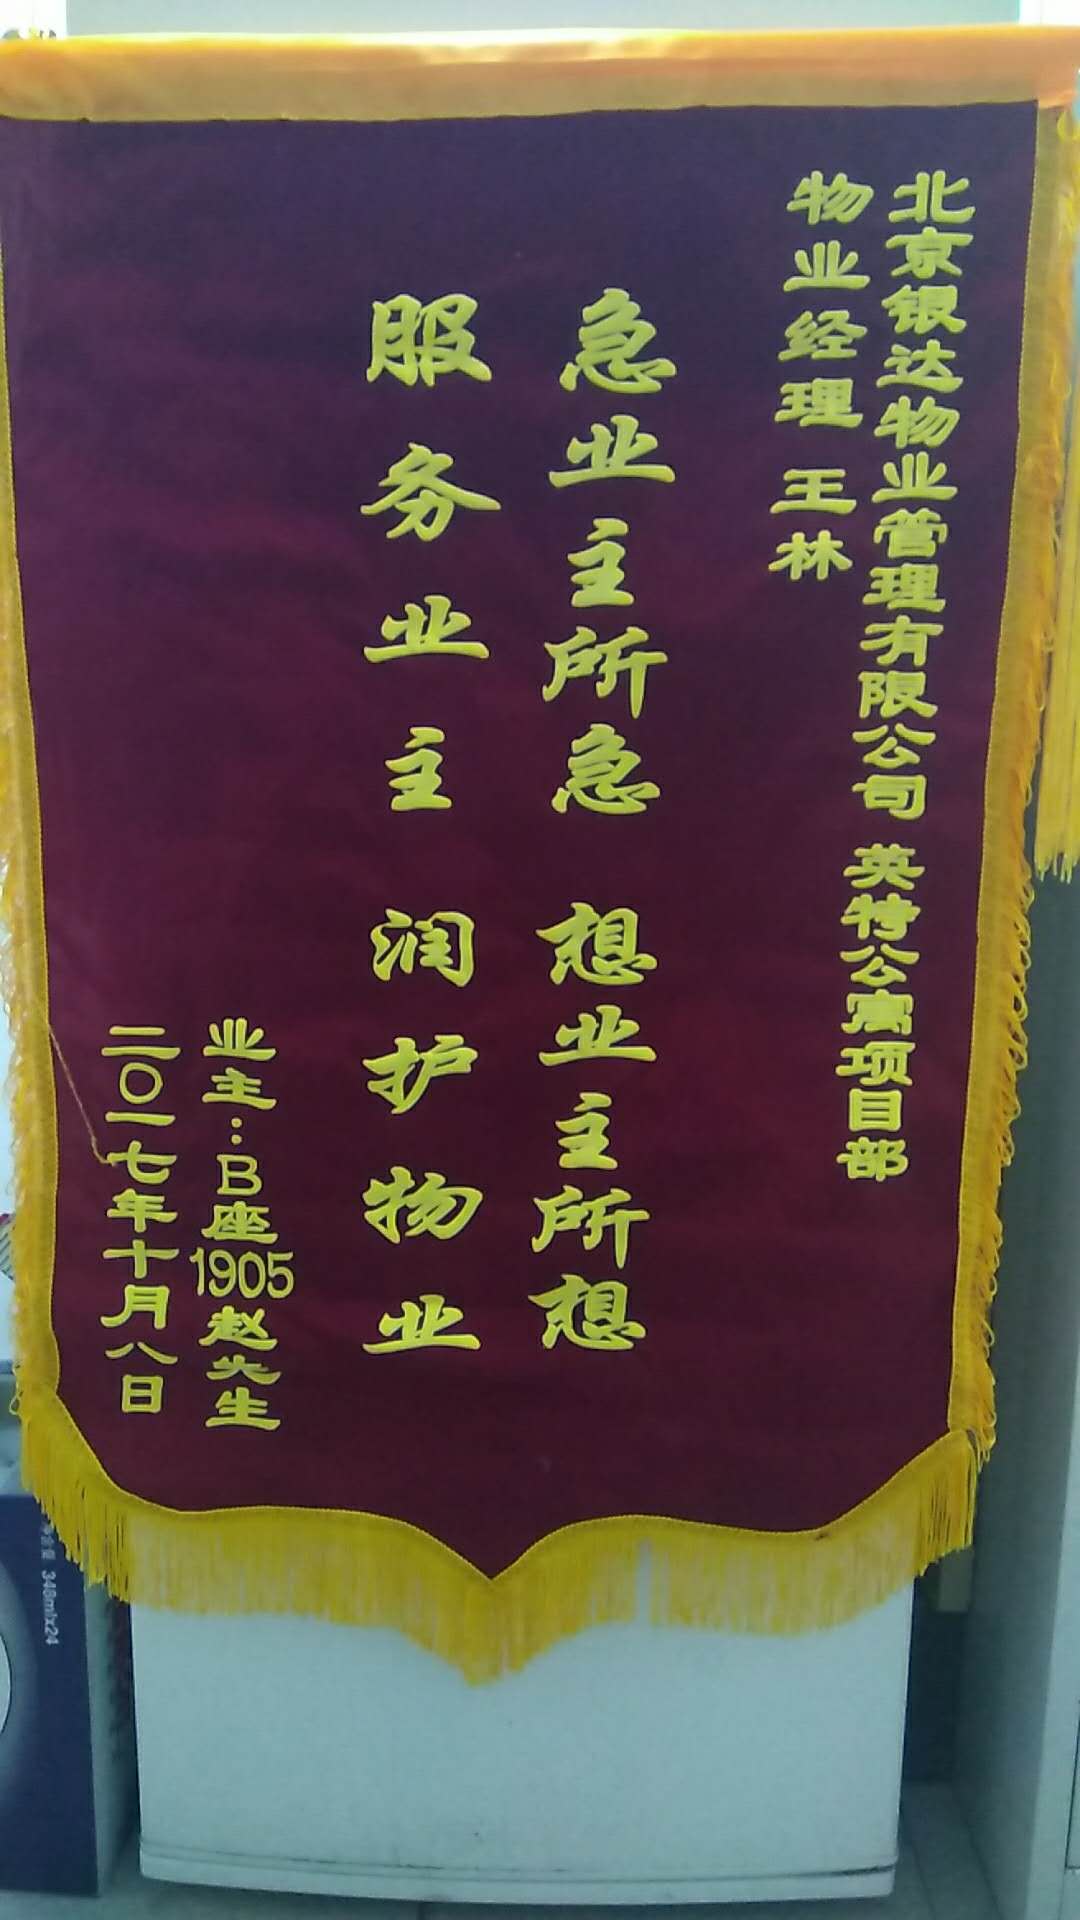 北京银达物业管理有限公司 英特公寓项目部
物业经理 王林
急业主所急 想业主所想
服务业主 润护物业
业主：B座1905赵先生
二〇一七年十月八日
348mlx24